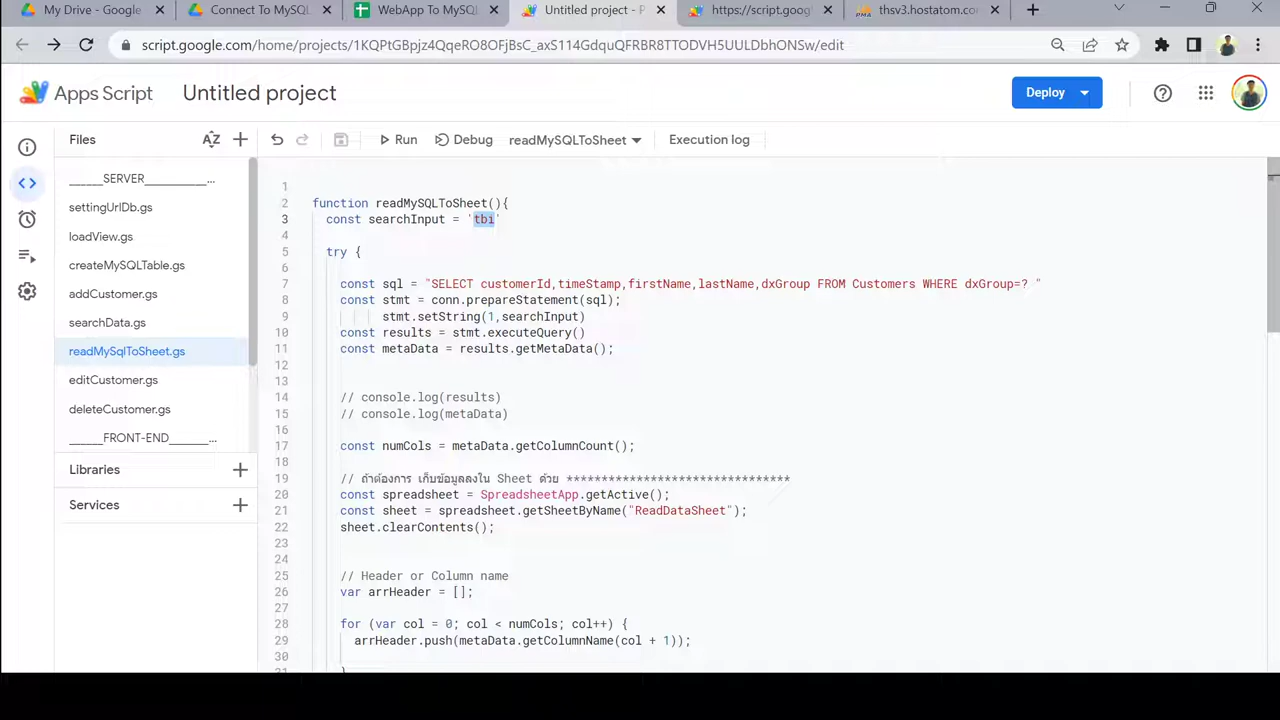 My Drive - Google
Connect To MySQL
WebApp To MySQL
Untitled project - P
https://script.goog
thsv3.hostatom.com
script.google.com/home/projects/1KQPtGBpjz4QqeRO8OFjBsC_axS114GdquQFRBR8TTODVH5UULDbhONSw/edit
Apps Script
Untitled project
Deploy
Files
Run
Debug
readMySQLToSheet
Execution log
______SERVER___________...
settingUrlDb.gs
loadView.gs
createMySQLTable.gs
addCustomer.gs
searchData.gs
readMySqlToSheet.gs
editCustomer.gs
deleteCustomer.gs
______FRONT-END_______...
Libraries
Services
1
2 function readMySQLToSheet(){
3 const searchInput = 'tbi'
4
5 try {
6
7 const sql = "SELECT customerId,timeStamp,firstName,lastName,dxGroup FROM Customers WHERE dxGroup=? "
8 const stmt = conn.prepareStatement(sql);
9 stmt.setString(1,searchInput)
10 const results = stmt.executeQuery()
11 const metaData = results.getMetaData();
12
13
14 // console.log(results)
15 // console.log(metaData)
16
17 const numCols = metaData.getColumnCount();
18
19 // ถ้าต้องการ เก็บข้อมูลลงใน Sheet ด้วย ********************************
20 const spreadsheet = SpreadsheetApp.getActive();
21 const sheet = spreadsheet.getSheetByName("ReadDataSheet");
22 sheet.clearContents();
23
24
25 // Header or Column name
26 var arrHeader = [];
27
28 for (var col = 0; col < numCols; col++) {
29 arrHeader.push(metaData.getColumnName(col + 1));
30
31 }